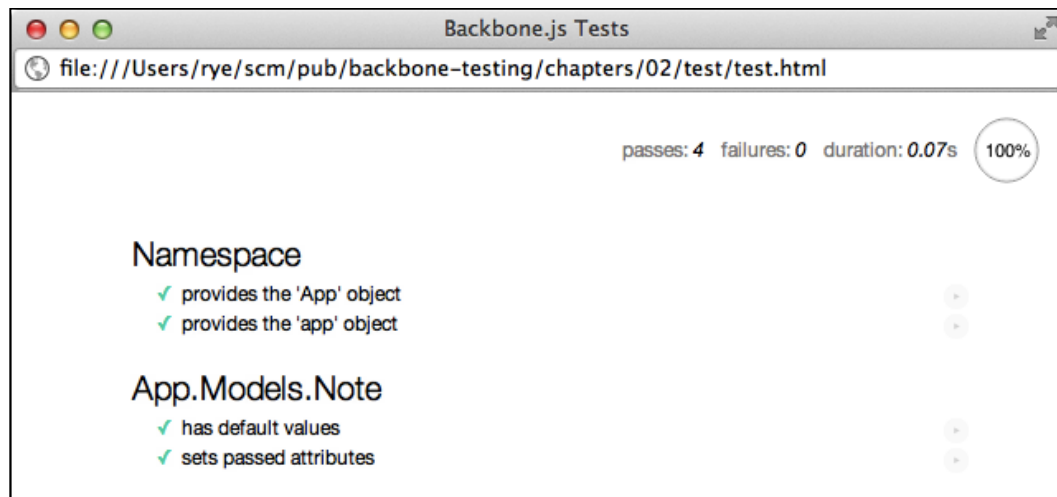 Backbone.js Tests
file:///Users/rye/scm/pub/backbone-testing/chapters/02/test/test.html
passes: 4 failures: 0 duration: 0.07s 100%
Namespace
✓ provides the 'App' object
✓ provides the 'app' object
App.Models.Note
✓ has default values
✓ sets passed attributes